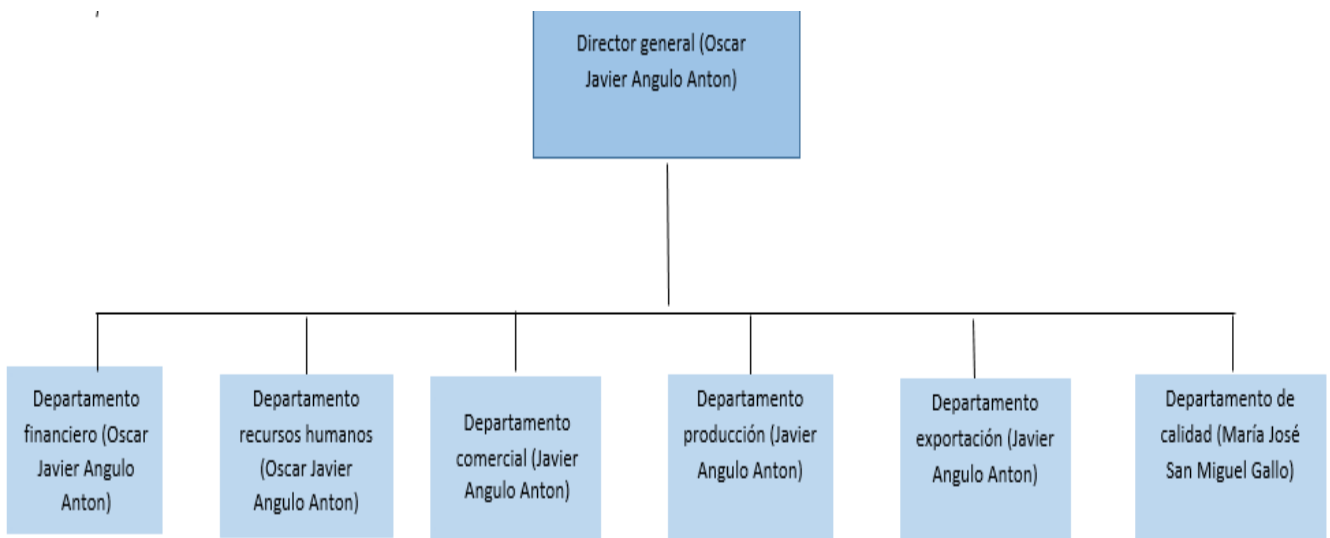 Director general (Oscar
Javier Angulo Anton)
Departamento
financiero (Oscar
Javier Angulo
Anton)
Departamento
recursos humanos
(Oscar Javier
Angulo Anton)
Departamento
comercial (Javier
Angulo Anton)
Departamento
producción (Javier
Angulo Anton)
Departamento
exportación (Javier
Angulo Anton)
Departamento de
calidad (María José
San Miguel Gallo)